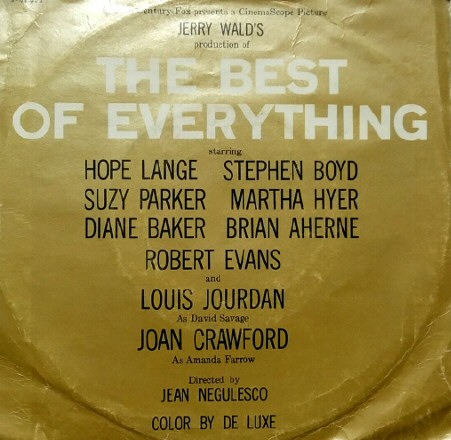 Century Fox presents a CinemaScope Picture
JERRY WALD'S
production of
THE BEST
OF EVERYTHING
starring
HOPE LANGE STEPHEN BOYD
SUZY PARKER MARTHA HYER
DIANE BAKER BRIAN AHERNE
ROBERT EVANS
and
LOUIS JOURDAN
As David Savage
JOAN CRAWFORD
As Amanda Farrow
Directed by
JEAN NEGULESCO
COLOR BY DE LUXE